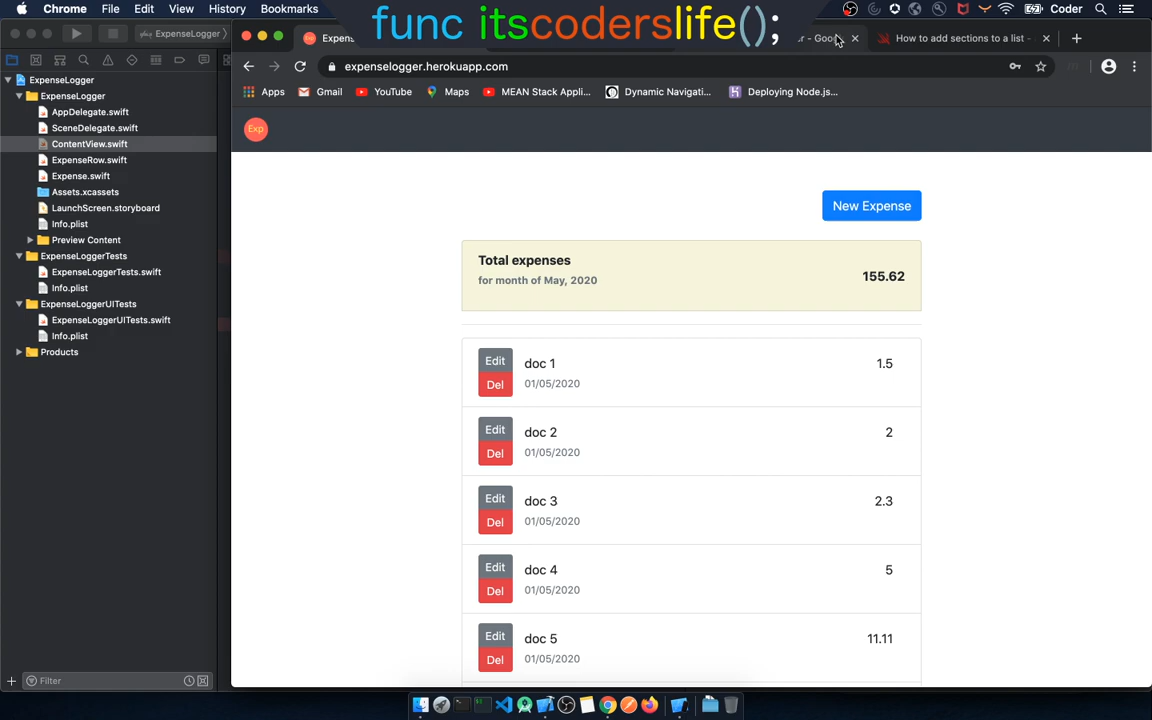 Chrome File Edit View History Bookmarks Coder
func itscoderslife();
ExpenseLogger
Expens
r - Goo
How to add sections to a list -
expenselogger.herokuapp.com
Apps Gmail YouTube Maps MEAN Stack Appli... Dynamic Navigati... Deploying Node.js...
ExpenseLogger
ExpenseLogger
AppDelegate.swift
SceneDelegate.swift
ContentView.swift
ExpenseRow.swift
Expense.swift
Assets.xcassets
LaunchScreen.storyboard
Info.plist
Preview Content
ExpenseLoggerTests
ExpenseLoggerTests.swift
Info.plist
ExpenseLoggerUITests
ExpenseLoggerUITests.swift
Info.plist
Products
Filter
Exp
New Expense
Total expenses
for month of May, 2020
155.62
Edit doc 1 1.5
Del 01/05/2020
Edit doc 2 2
Del 01/05/2020
Edit doc 3 2.3
Del 01/05/2020
Edit doc 4 5
Del 01/05/2020
Edit doc 5 11.11
Del 01/05/2020